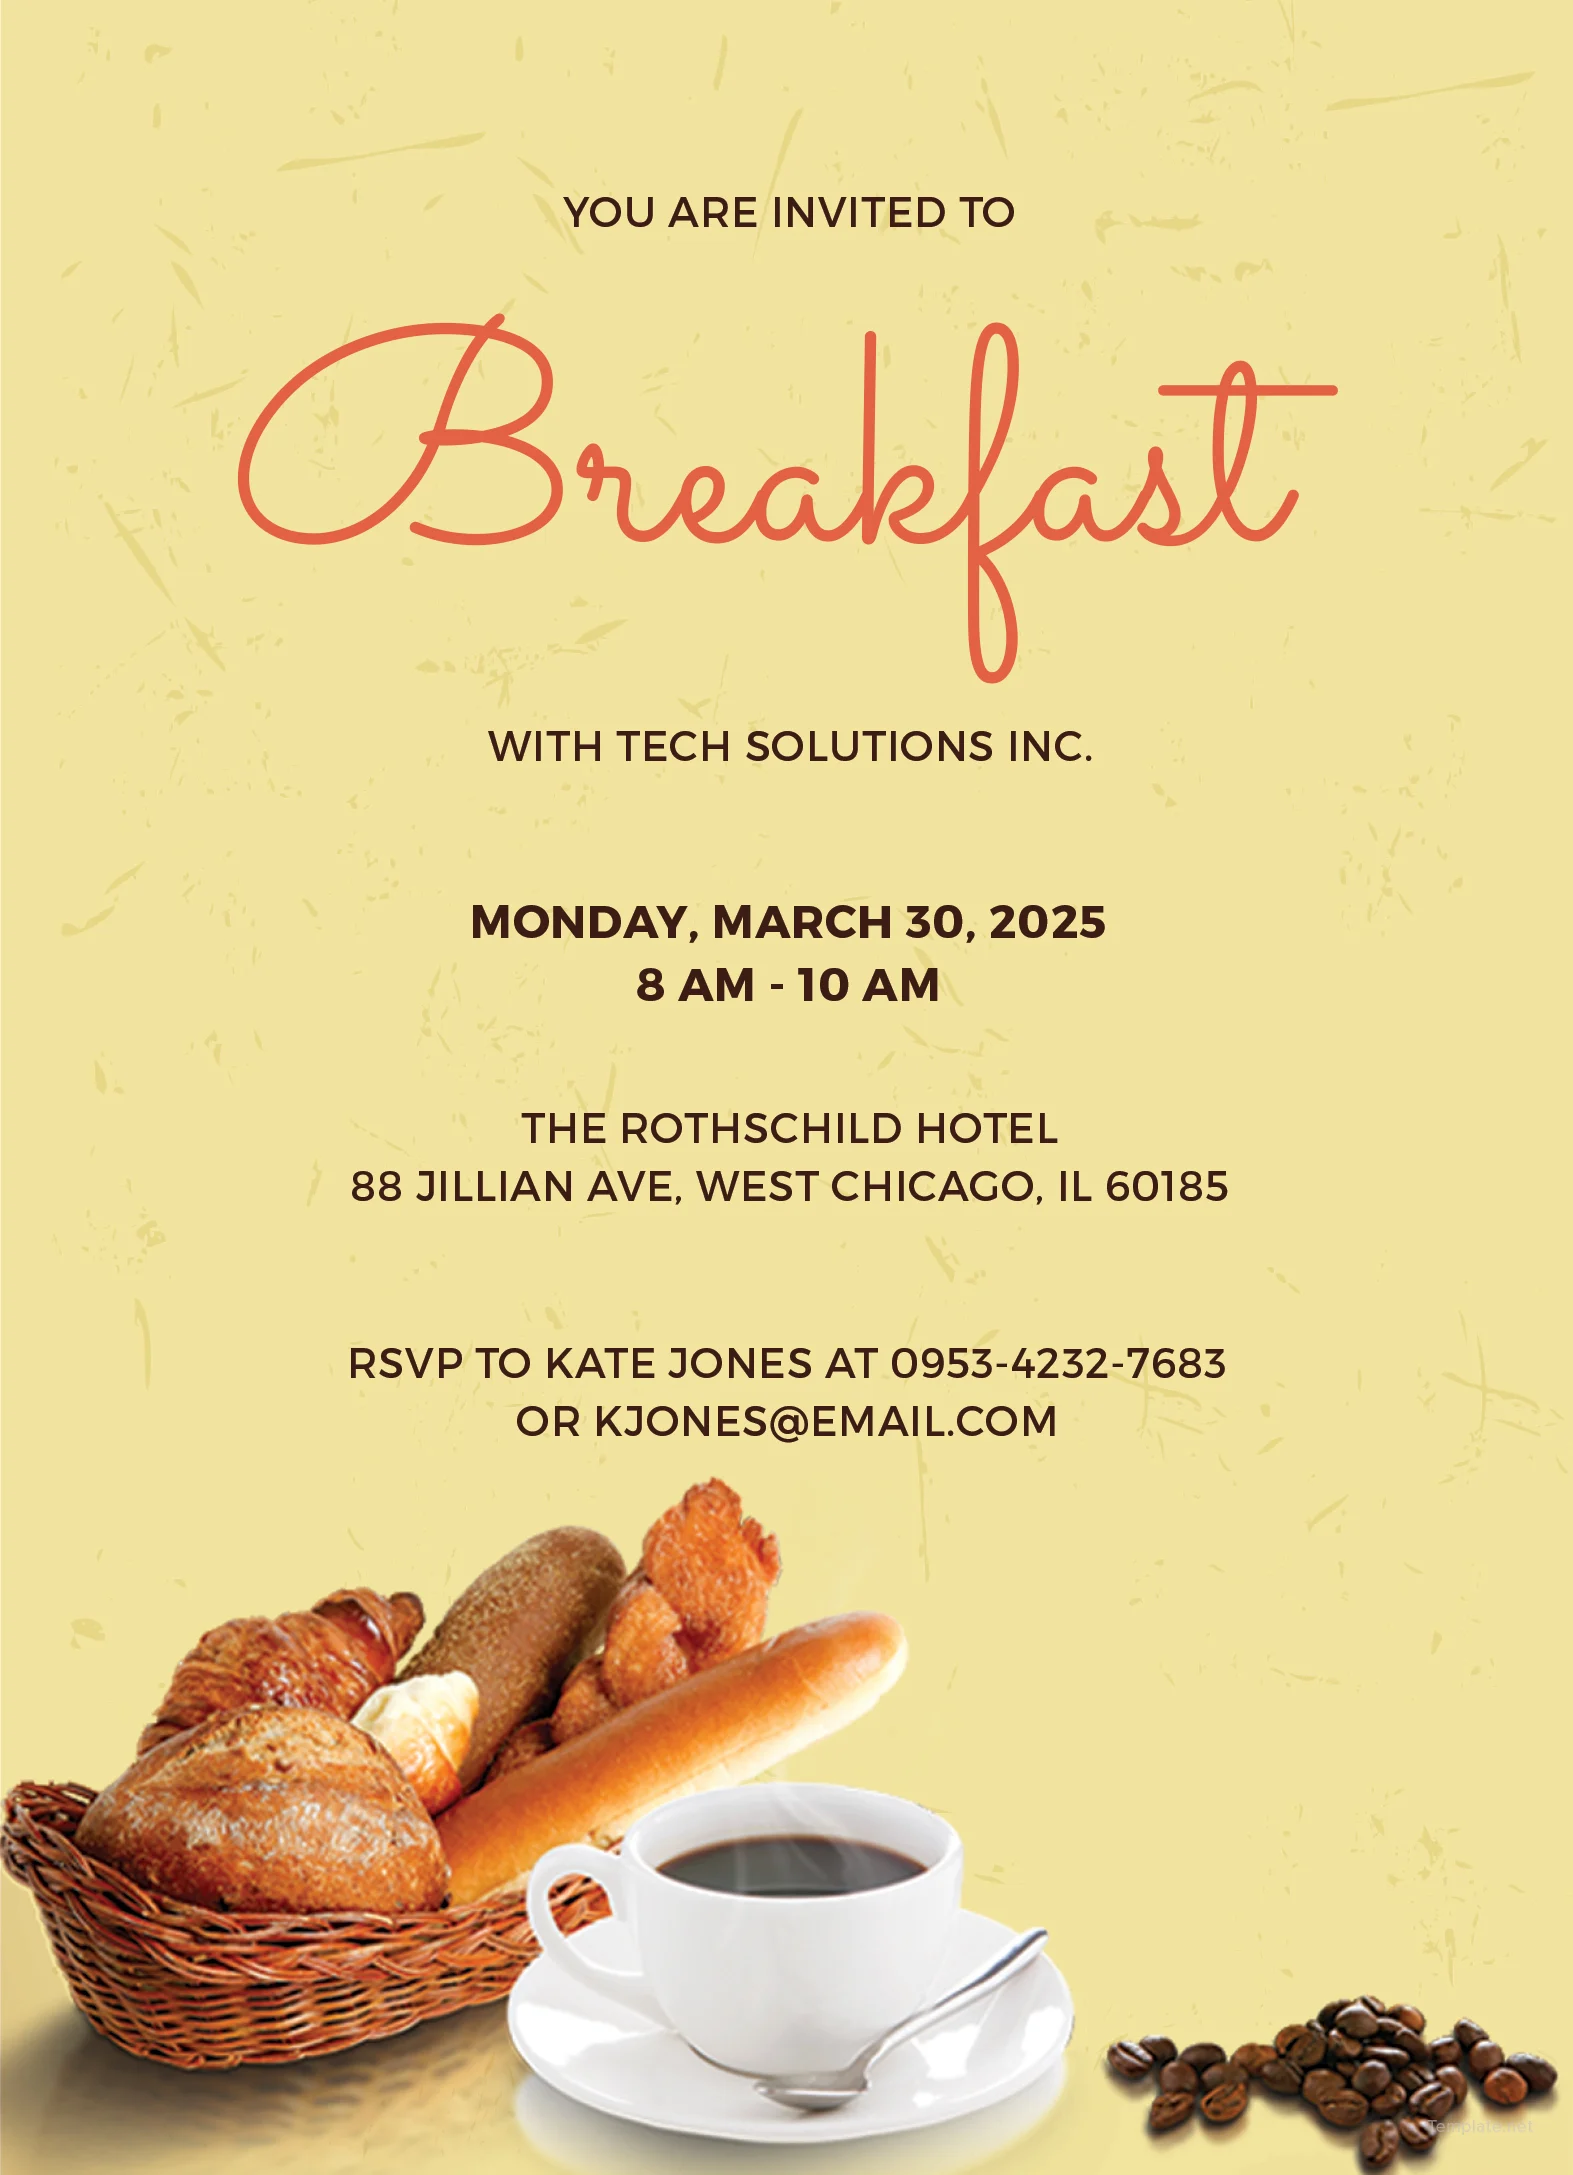 YOU ARE INVITED TO
Breakfast
WITH TECH SOLUTIONS INC.
MONDAY, MARCH 30, 2025
8 AM - 10 AM
THE ROTHSCHILD HOTEL
88 JILLIAN AVE, WEST CHICAGO, IL 60185
RSVP TO KATE JONES AT 0953-4232-7683
OR KJONES@EMAIL.COM
Template.net